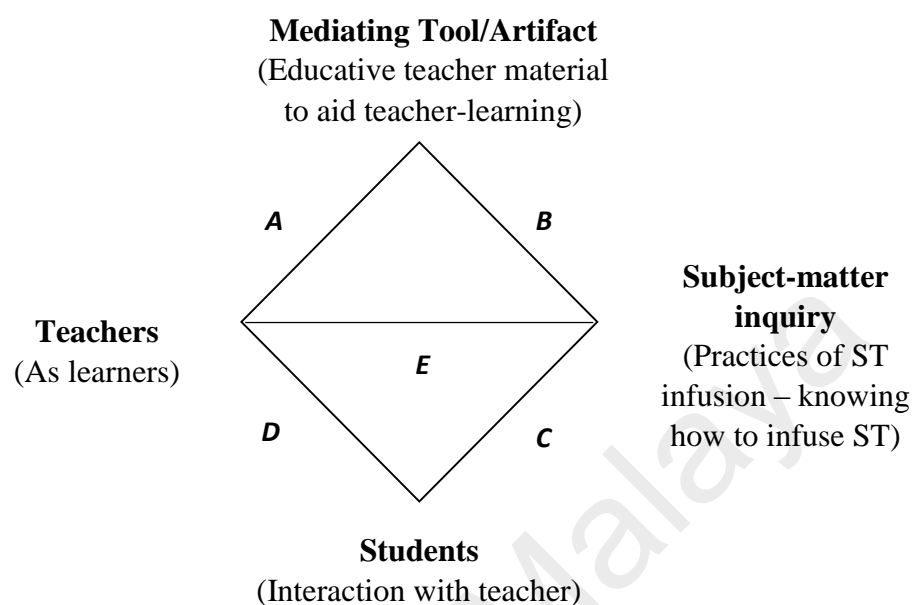 Mediating Tool/Artifact
(Educative teacher material
to aid teacher-learning)
A
B
Subject-matter
inquiry
(Practices of ST
infusion – knowing
how to infuse ST)
Teachers
(As learners)
E
D
C
Students
(Interaction with teacher)
Malaya